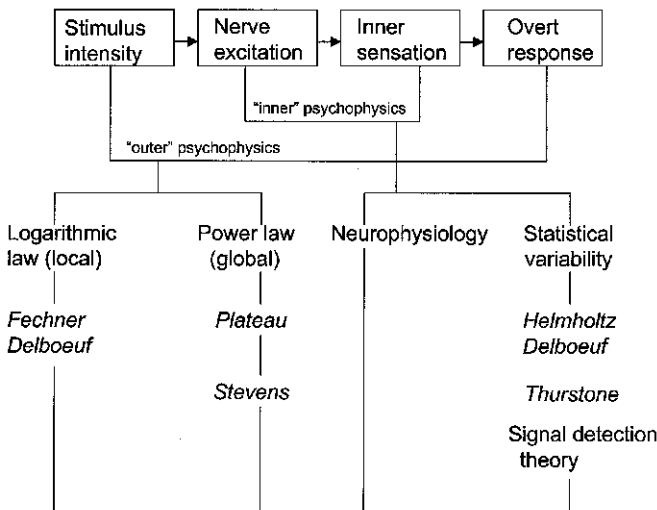 Stimulus
intensity
Nerve
excitation
Inner
sensation
Overt
response
“inner” psychophysics
“outer” psychophysics
Logarithmic
law (local)
Power law
(global)
Neurophysiology
Statistical
variability
Fechner
Delboeuf
Plateau
Helmholtz
Delboeuf
Stevens
Thurstone
Signal detection
theory